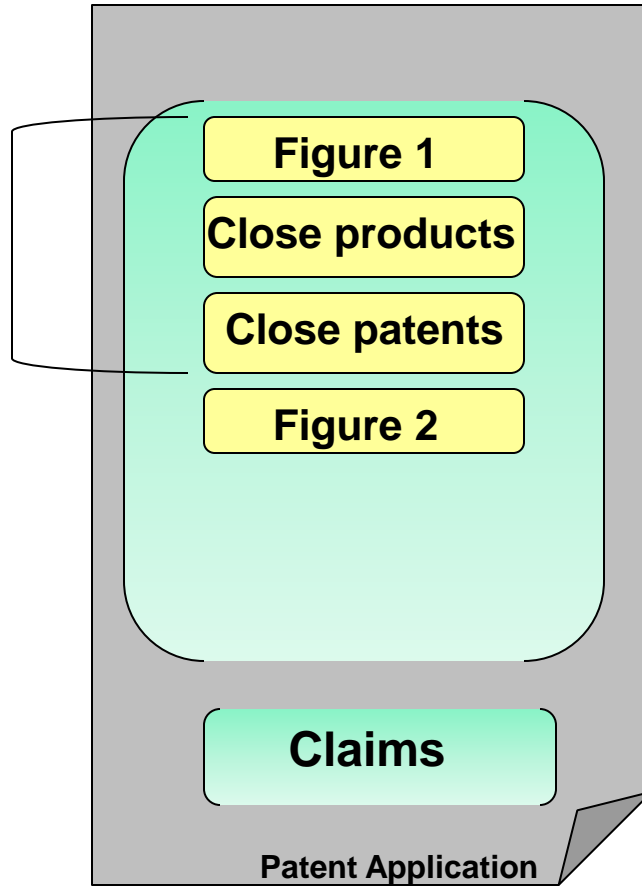 Figure 1
Close products
Close patents
Figure 2
Claims
Patent Application